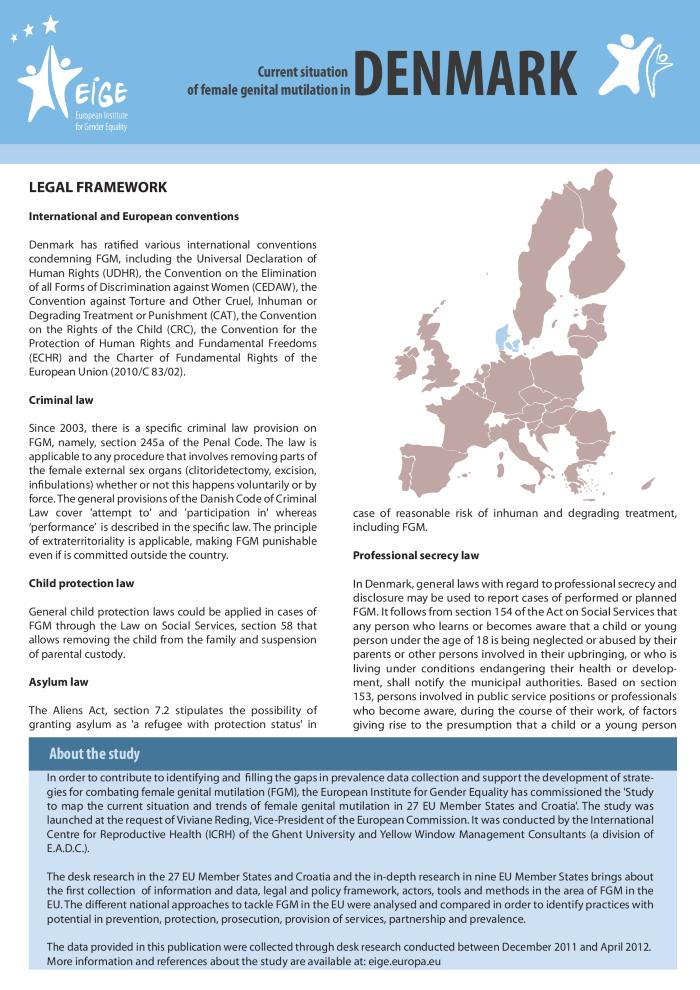 EIGE
European Institute
for Gender Equality
Current situation
of female genital mutilation in DENMARK
LEGAL FRAMEWORK
International and European conventions
Denmark has ratified various international conventions
condemning FGM, including the Universal Declaration of
Human Rights (UDHR), the Convention on the Elimination
of all Forms of Discrimination against Women (CEDAW), the
Convention against Torture and Other Cruel, Inhuman or
Degrading Treatment or Punishment (CAT), the Convention
on the Rights of the Child (CRC), the Convention for the
Protection of Human Rights and Fundamental Freedoms
(ECHR) and the Charter of Fundamental Rights of the
European Union (2010/C 83/02).
Criminal law
Since 2003, there is a specific criminal law provision on
FGM, namely, section 245a of the Penal Code. The law is
applicable to any procedure that involves removing parts of
the female external sex organs (clitoridetectomy, excision,
infibulations) whether or not this happens voluntarily or by
force. The general provisions of the Danish Code of Criminal
Law cover 'attempt to' and 'participation in' whereas
'performance' is described in the specific law. The principle
of extraterritoriality is applicable, making FGM punishable
even if is committed outside the country.
Child protection law
General child protection laws could be applied in cases of
FGM through the Law on Social Services, section 58 that
allows removing the child from the family and suspension
of parental custody.
Asylum law
The Aliens Act, section 7.2 stipulates the possibility of
granting asylum as 'a refugee with protection status' in
case of reasonable risk of inhuman and degrading treatment,
including FGM.
Professional secrecy law
In Denmark, general laws with regard to professional secrecy and
disclosure may be used to report cases of performed or planned
FGM. It follows from section 154 of the Act on Social Services that
any person who learns or becomes aware that a child or young
person under the age of 18 is being neglected or abused by their
parents or other persons involved in their upbringing, or who is
living under conditions endangering their health or develop-
ment, shall notify the municipal authorities. Based on section
153, persons involved in public service positions or professionals
who become aware, during the course of their work, of factors
giving rise to the presumption that a child or a young person
About the study
In order to contribute to identifying and filling the gaps in prevalence data collection and support the development of strate-
gies for combating female genital mutilation (FGM), the European Institute for Gender Equality has commissioned the 'Study
to map the current situation and trends of female genital mutilation in 27 EU Member States and Croatia'. The study was
launched at the request of Viviane Reding, Vice-President of the European Commission. It was conducted by the International
Centre for Reproductive Health (ICRH) of the Ghent University and Yellow Window Management Consultants (a division of
E.A.D.C.).
The desk research in the 27 EU Member States and Croatia and the in-depth research in nine EU Member States brings about
the first collection of information and data, legal and policy framework, actors, tools and methods in the area of FGM in the
EU. The different national approaches to tackle FGM in the EU were analysed and compared in order to identify practices with
potential in prevention, protection, prosecution, provision of services, partnership and prevalence.
The data provided in this publication were collected through desk research conducted between December 2011 and April 2012.
More information and references about the study are available at: eige.europa.eu